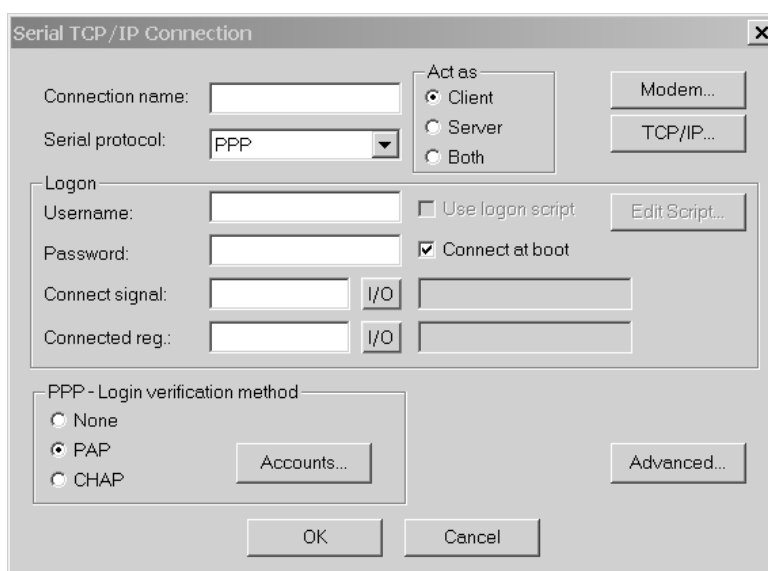 Serial TCP/IP Connection
Connection name:
Serial protocol:
PPP
Act as
Client
Server
Both
Modem...
TCP/IP...
Logon
Username:
Password:
Connect signal:
I/O
Connected reg.:
I/O
Use logon script
Connect at boot
Edit Script...
PPP - Login verification method
None
PAP
CHAP
Accounts...
Advanced...
OK
Cancel